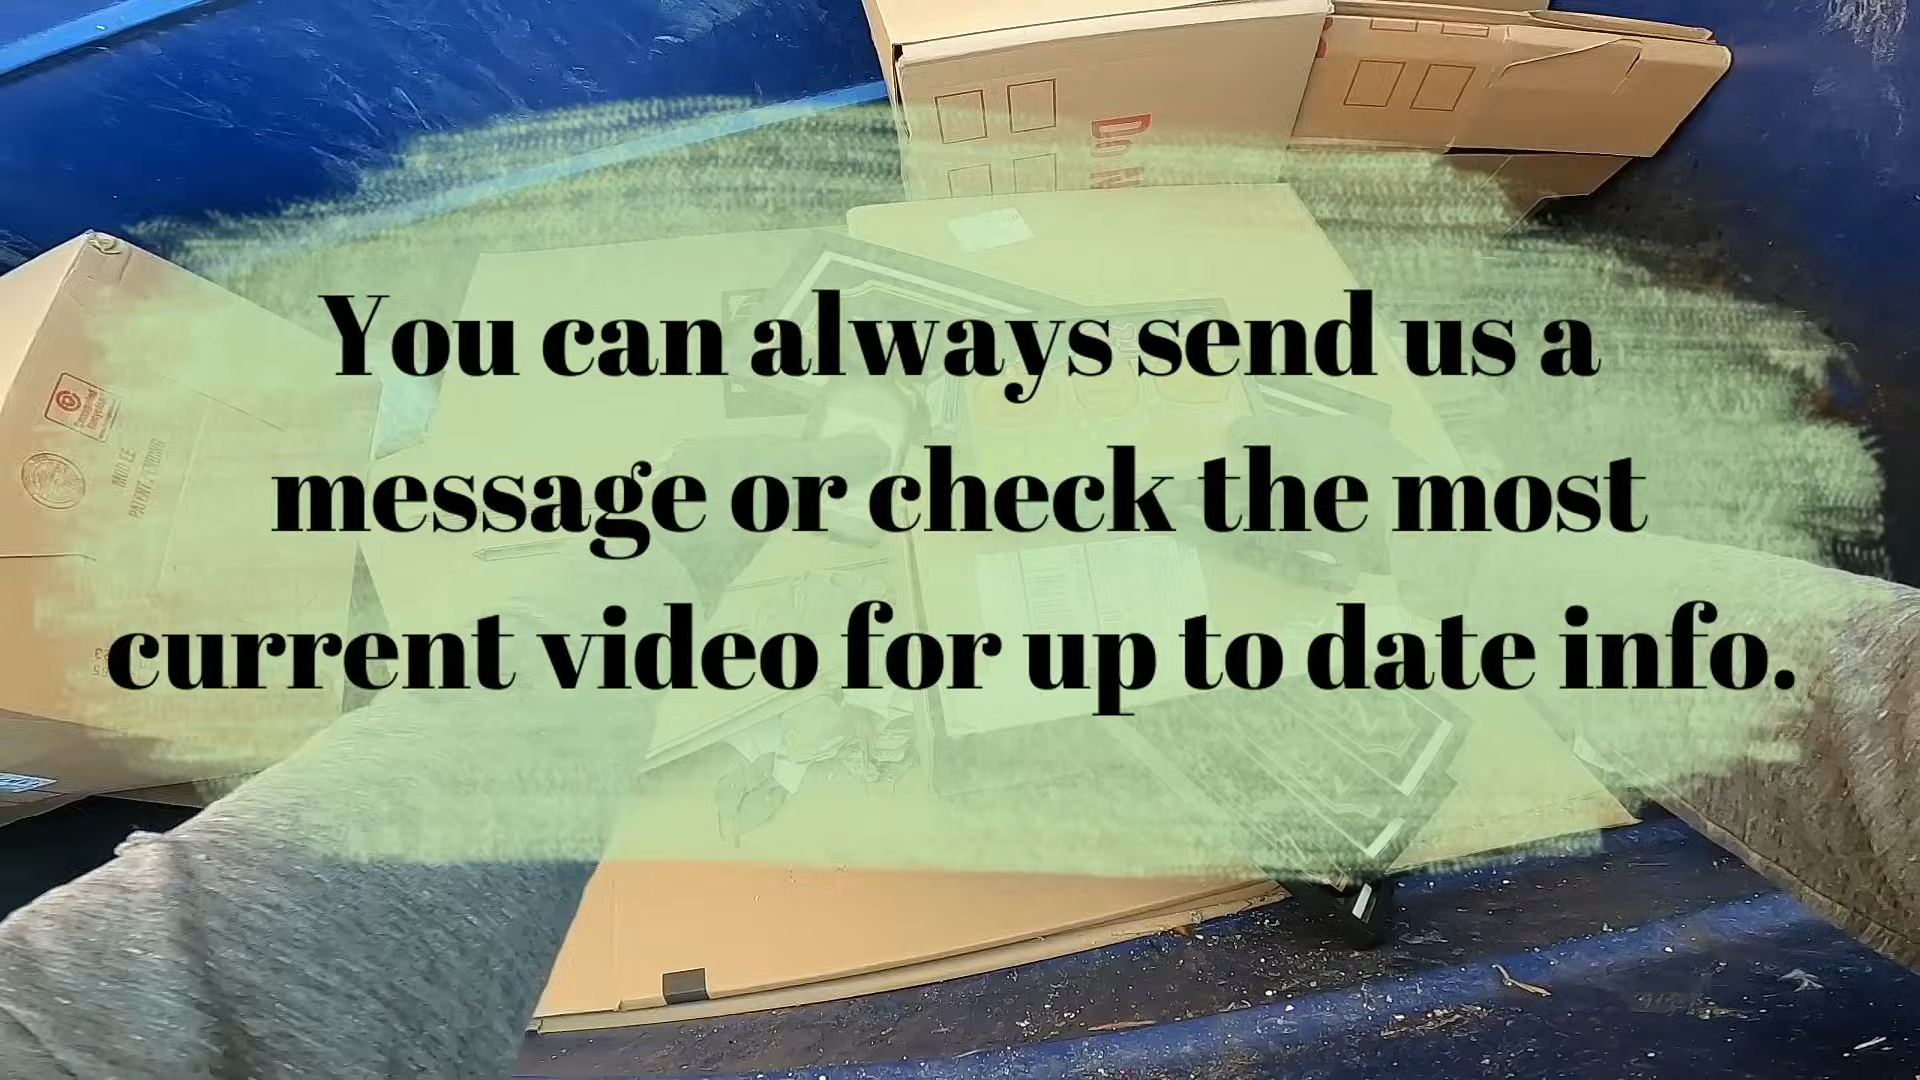 You can always send us a
message or check the most
current video for up to date info.